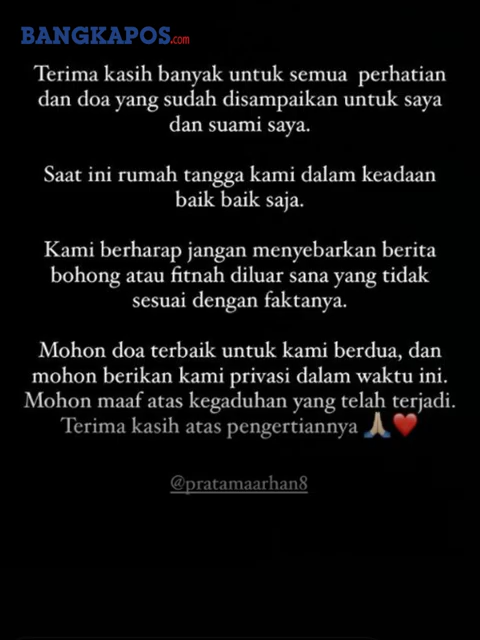 BANGKAPOS.com
Terima kasih banyak untuk semua perhatian
dan doa yang sudah disampaikan untuk saya
dan suami saya.
Saat ini rumah tangga kami dalam keadaan
baik baik saja.
Kami berharap jangan menyebarkan berita
bohong atau fitnah diluar sana yang tidak
sesuai dengan faktanya.
Mohon doa terbaik untuk kami berdua, dan
mohon berikan kami privasi dalam waktu ini.
Mohon maaf atas kegaduhan yang telah terjadi.
Terima kasih atas pengertiannya 🙏🏼❤️
@pratamaarhan8